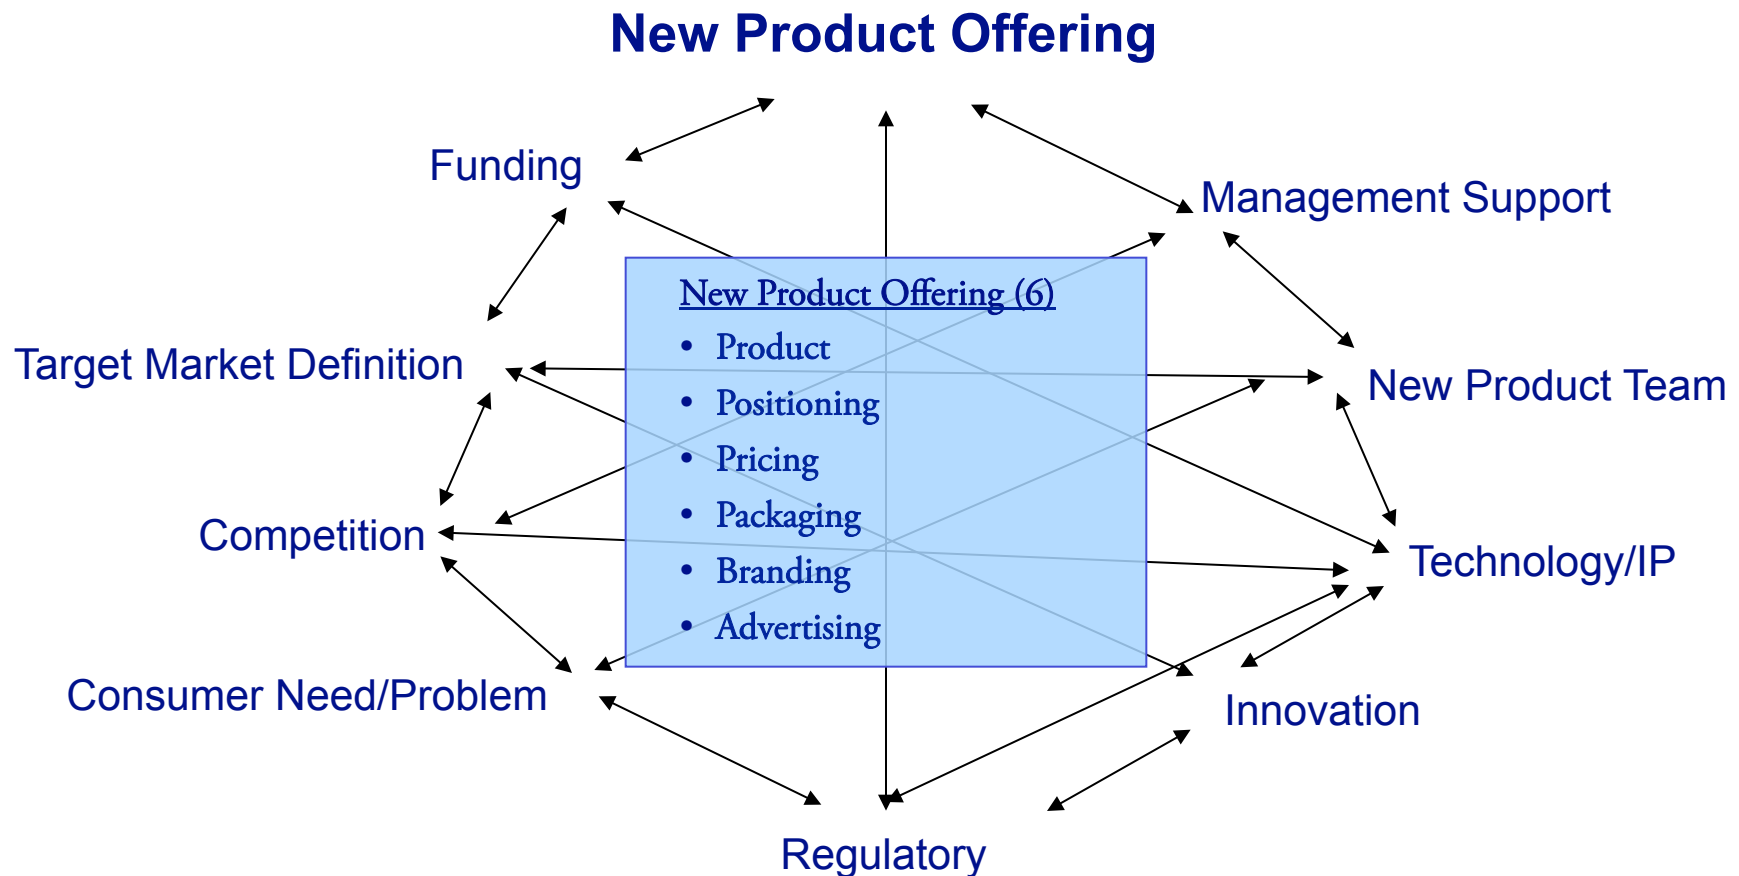 New Product Offering
Funding
Management Support
New Product Offering (6)
• Product
Target Market Definition
New Product Team
• Positioning
• Pricing
• Packaging
Competition
Technology/IP
• Branding
• Advertising
Consumer Need/Problem
Innovation
Regulatory